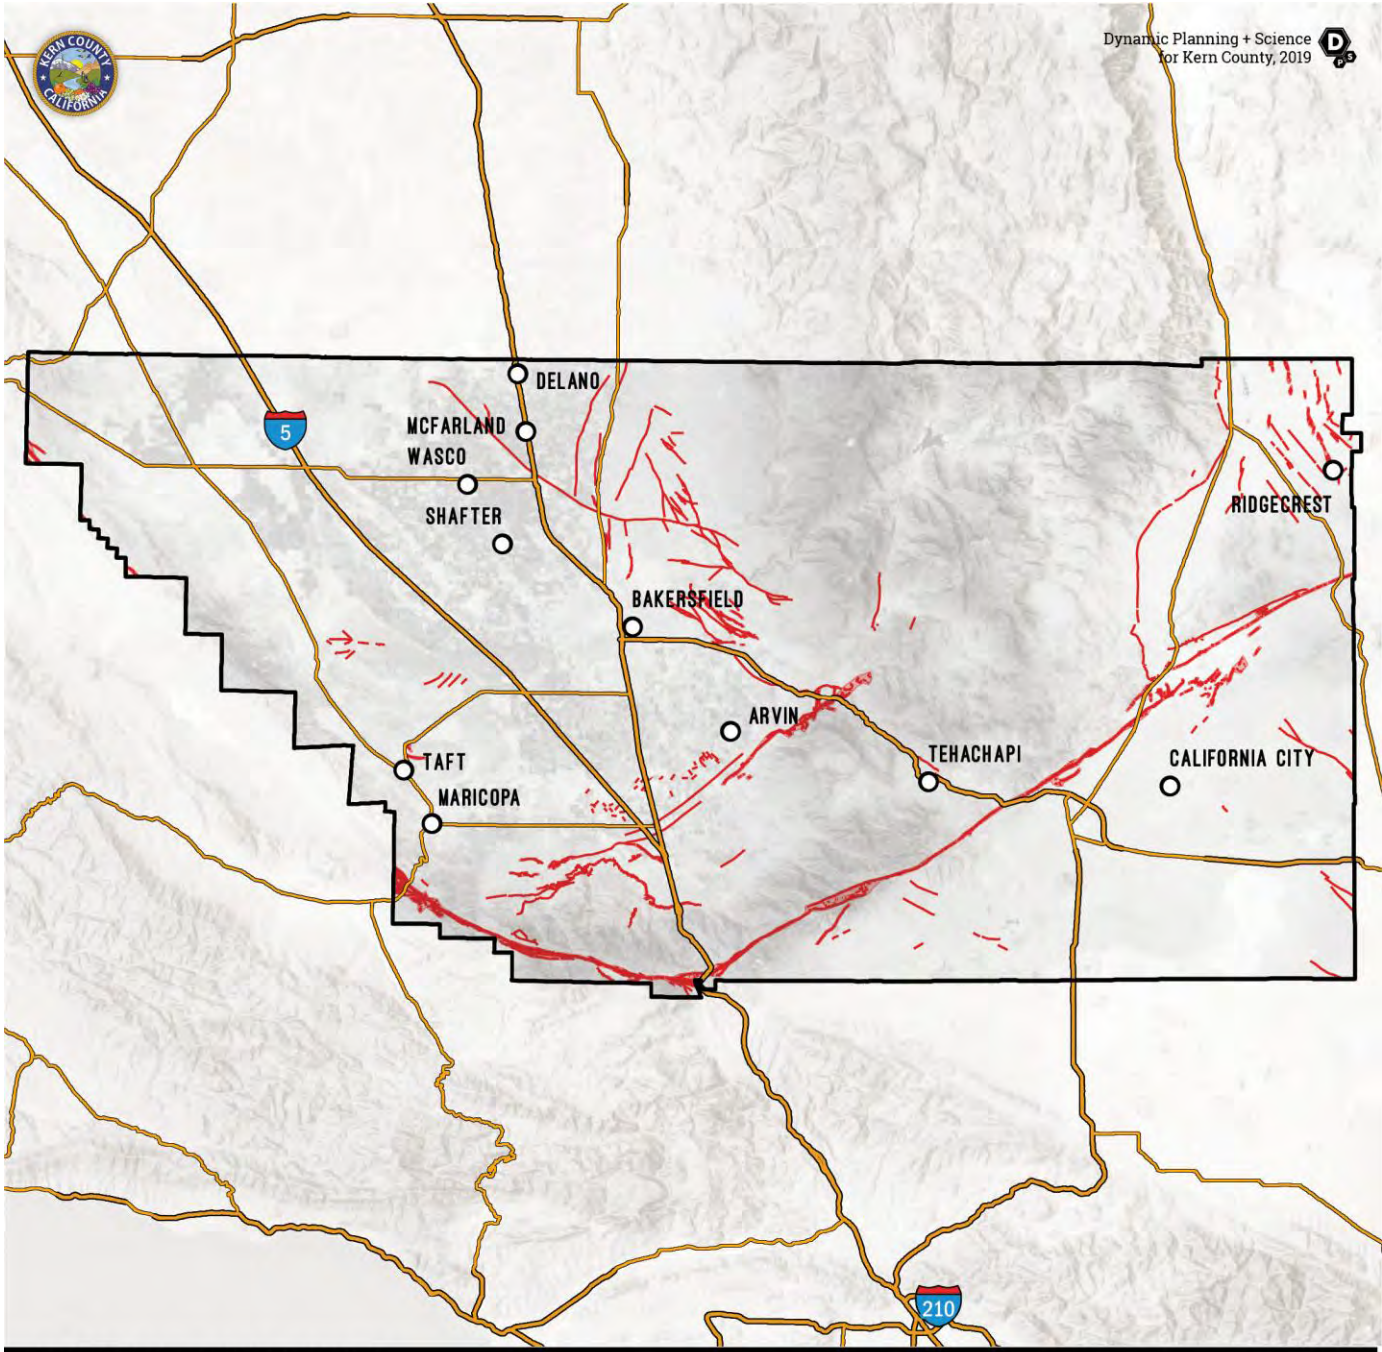 KERN COUNTY
CALIFORNIA
Dynamic Planning + Science
for Kern County, 2019
D
P
S
DELANO
5
MCFARLAND
WASCO
SHAFTER
RIDGECREST
BAKERSFIELD
ARVIN
TAFT
TEHACHAPI
CALIFORNIA CITY
MARICOPA
210